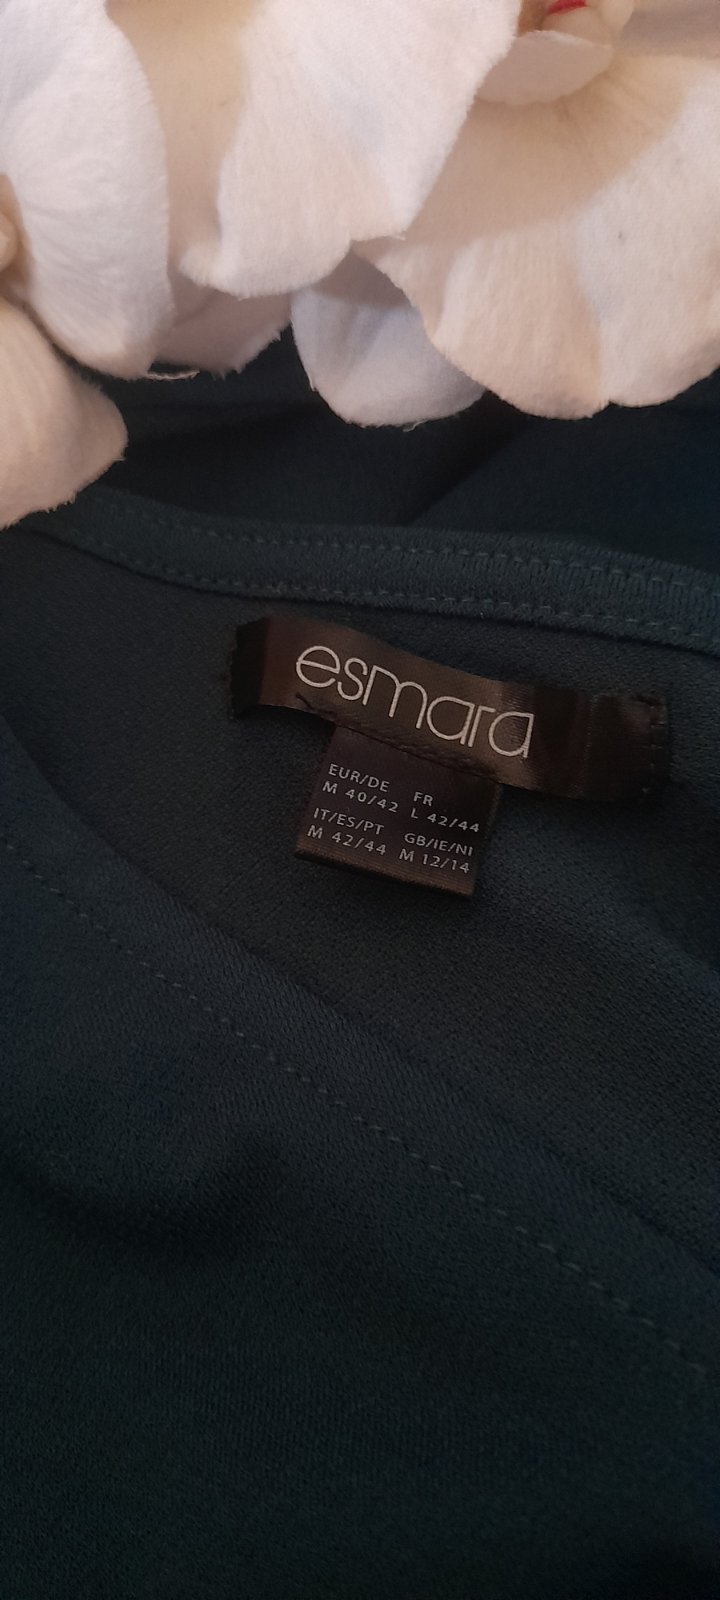 esmara
EUR/DE FR
M 40/42 L 42/44
IT/ES/PT GB/IE/NI
M 42/44 M 12/14